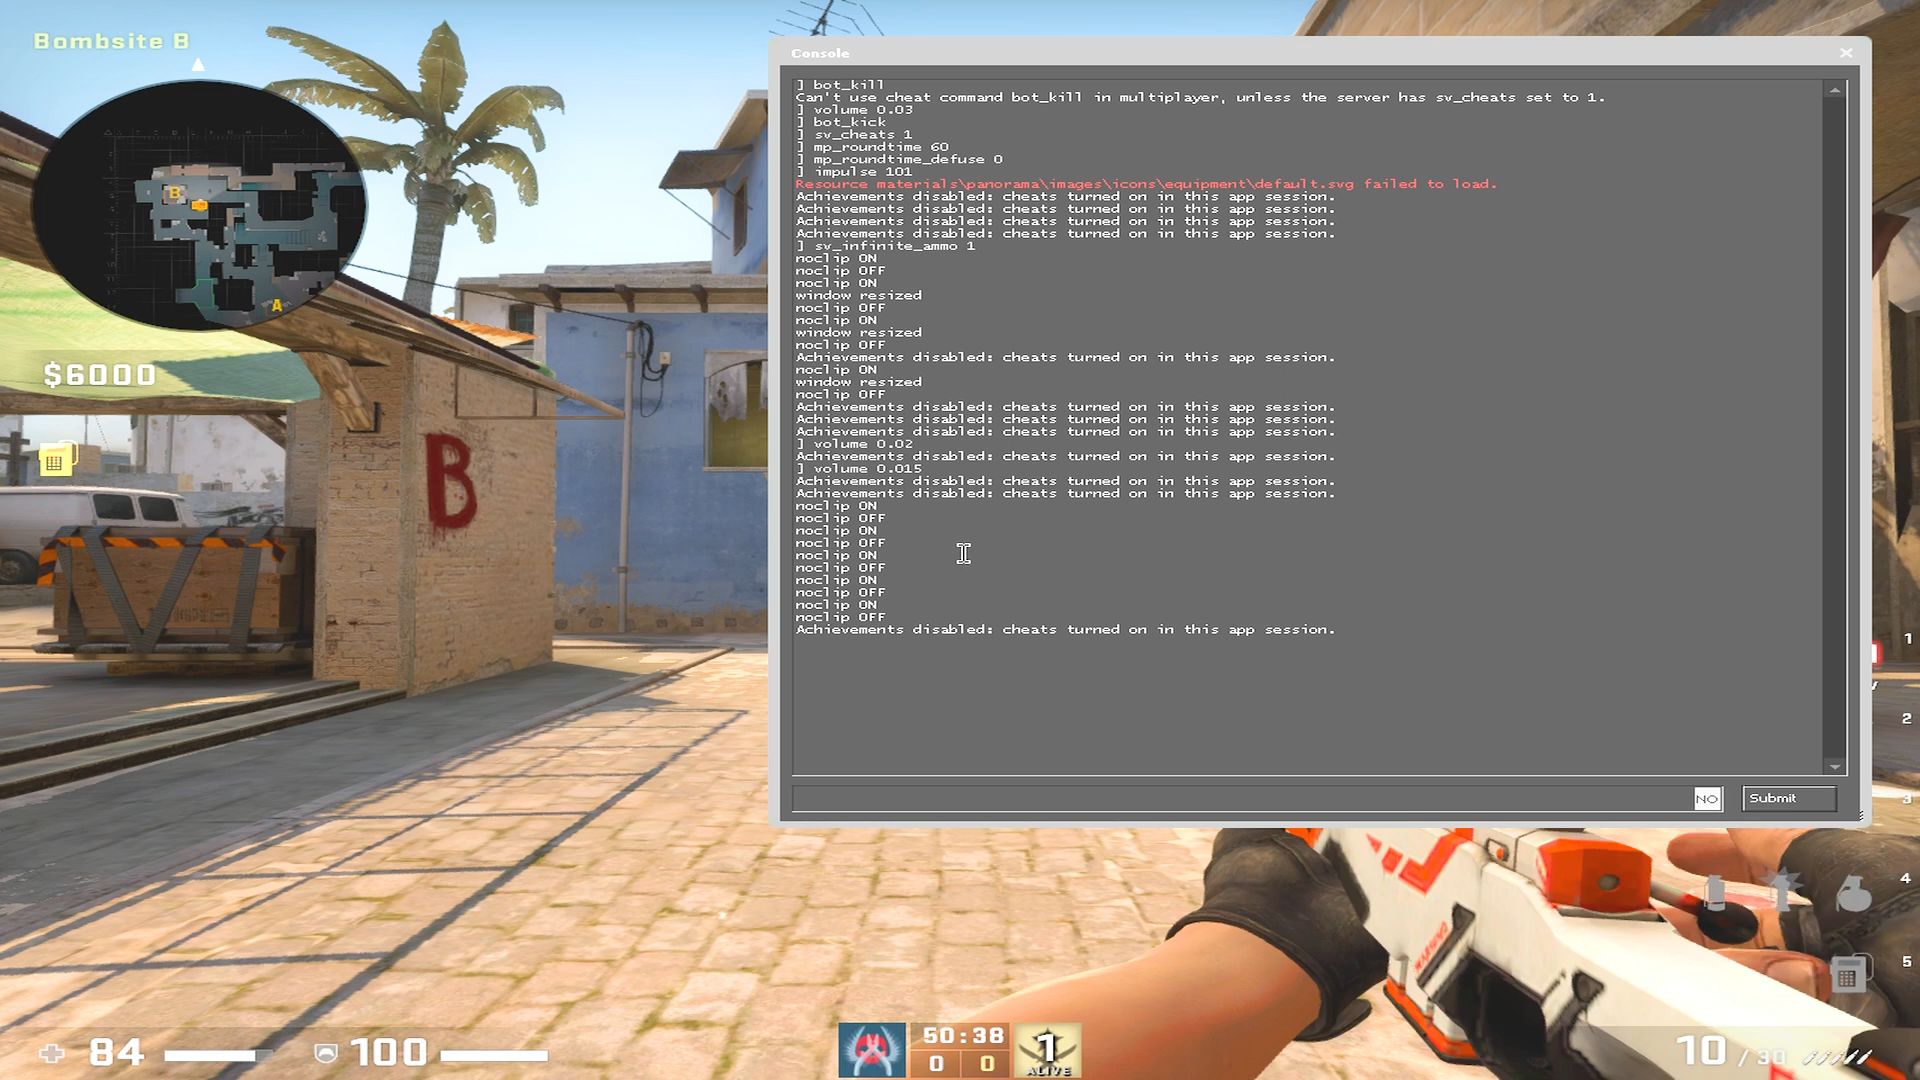 Bombsite B
Console
] bot_kill
Can't use cheat command bot_kill in multiplayer, unless the server has sv_cheats set to 1.
] volume 0.03
] bot_kick
] sv_cheats 1
] mp_roundtime 60
] mp_roundtime_defuse 0
] impulse 101
Resource materials\panorama\images\icons\equipment\default.svg failed to load.
Achievements disabled: cheats turned on in this app session.
Achievements disabled: cheats turned on in this app session.
Achievements disabled: cheats turned on in this app session.
Achievements disabled: cheats turned on in this app session.
] sv_infinite_ammo 1
noclip ON
noclip OFF
noclip ON
window resized
noclip OFF
noclip ON
window resized
noclip OFF
Achievements disabled: cheats turned on in this app session.
noclip ON
window resized
noclip OFF
Achievements disabled: cheats turned on in this app session.
Achievements disabled: cheats turned on in this app session.
Achievements disabled: cheats turned on in this app session.
] volume 0.02
Achievements disabled: cheats turned on in this app session.
] volume 0.015
Achievements disabled: cheats turned on in this app session.
Achievements disabled: cheats turned on in this app session.
noclip ON
noclip OFF
noclip ON
noclip OFF
noclip ON
noclip OFF
noclip ON
noclip OFF
noclip ON
noclip OFF
Achievements disabled: cheats turned on in this app session.
NO
Submit
B
A
$6000
B
1
2
3
4
5
84
100
50:38
0
0
1
ALIVE
10 / 30